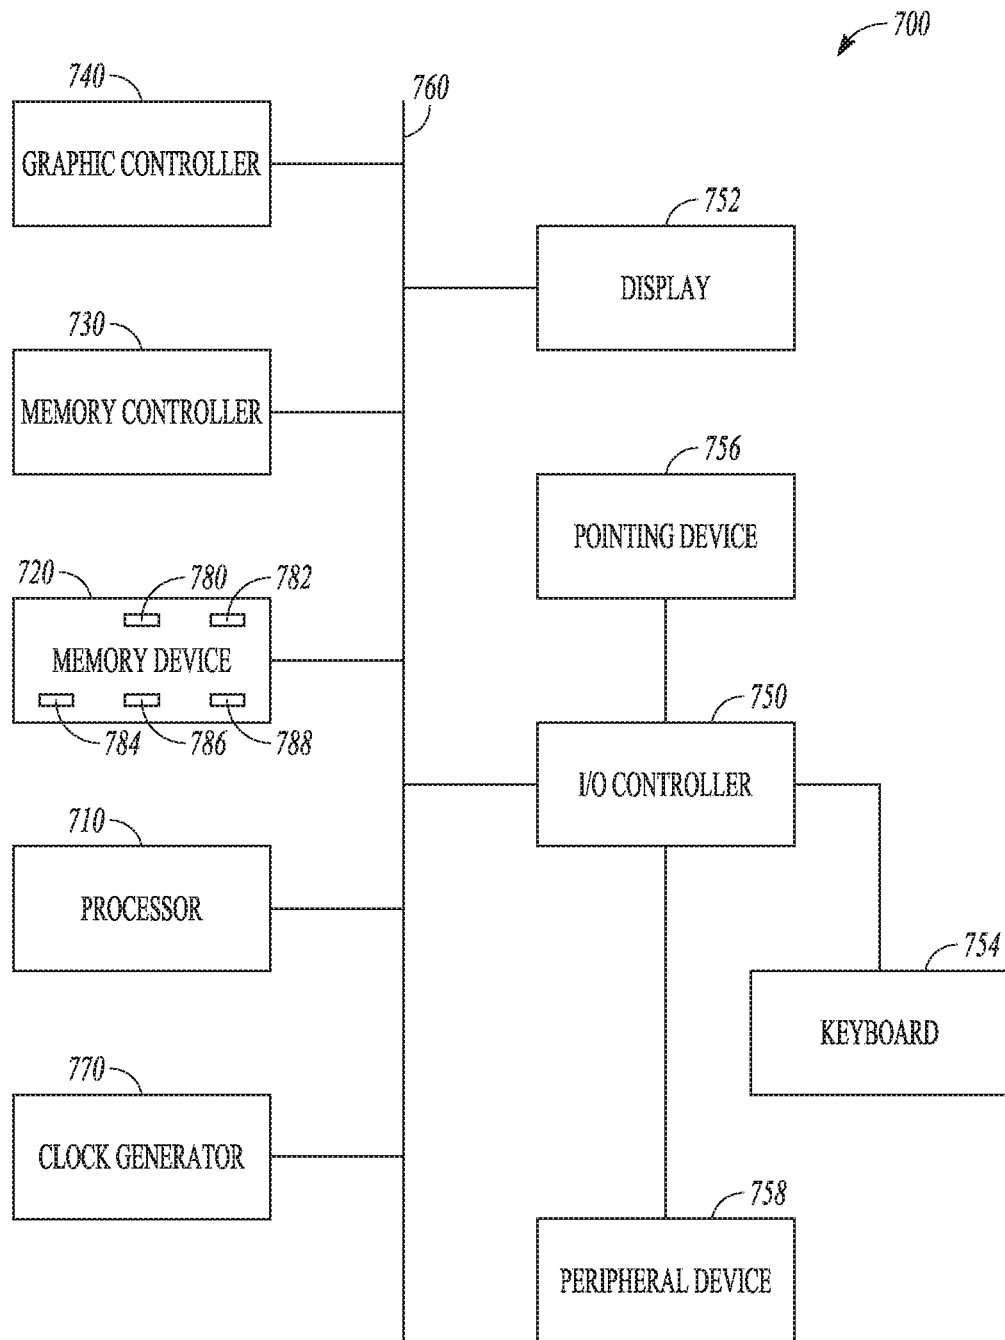 700
740
760
GRAPHIC CONTROLLER
752
DISPLAY
730
MEMORY CONTROLLER
756
POINTING DEVICE
720
780
782
MEMORY DEVICE
784
786
788
750
I/O CONTROLLER
710
PROCESSOR
754
KEYBOARD
770
CLOCK GENERATOR
758
PERIPHERAL DEVICE